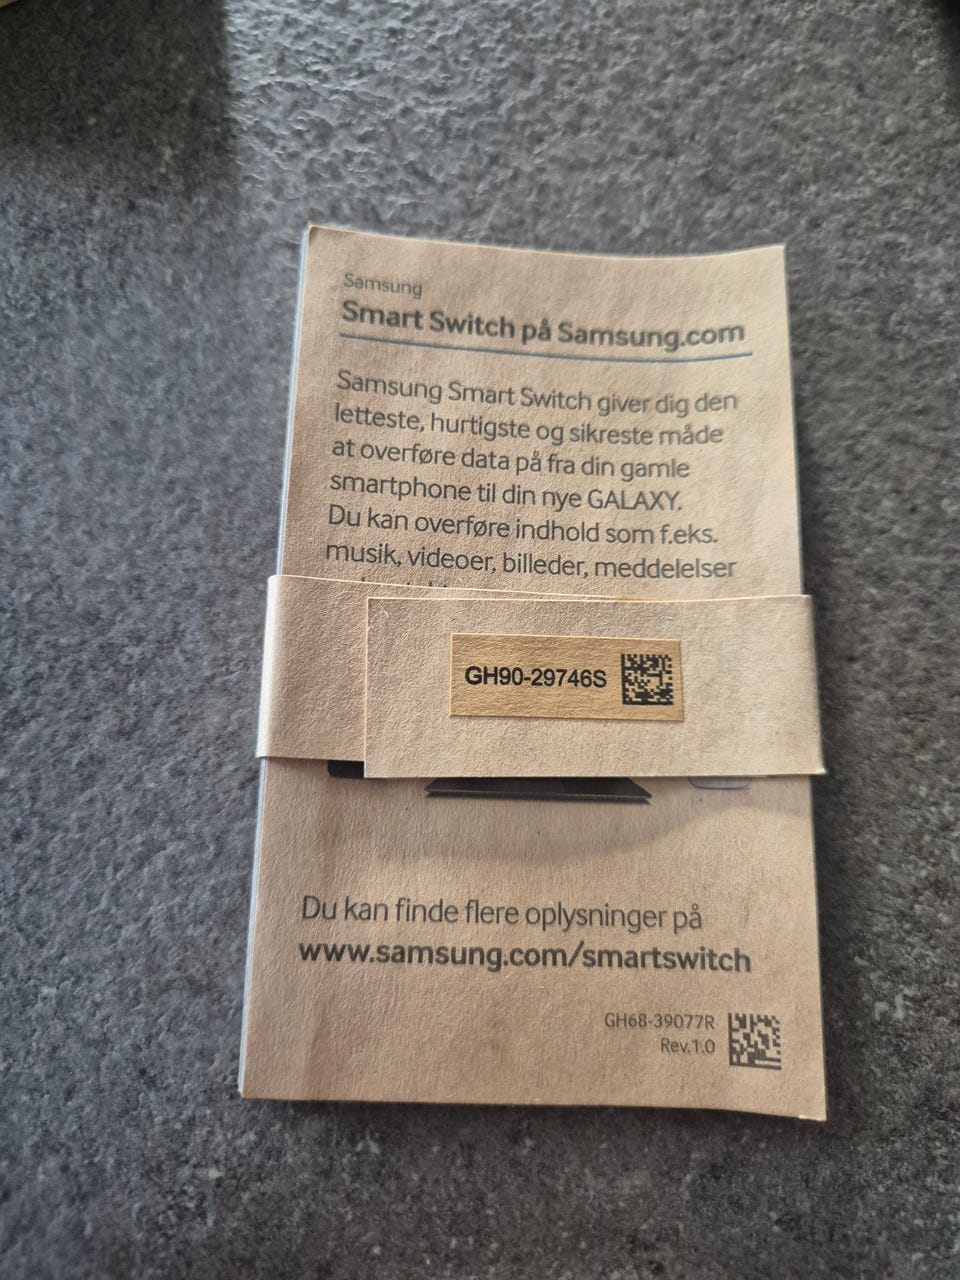 Samsung
Smart Switch på Samsung.com
Samsung Smart Switch giver dig den
letteste, hurtigste og sikreste måde
at overføre data på fra din gamle
smartphone til din nye GALAXY.
Du kan overføre indhold som f.eks.
musik, videoer, billeder, meddelelser
GH90-29746S
Du kan finde flere oplysninger på
www.samsung.com/smartswitch
GH68-39077R
Rev.1.0